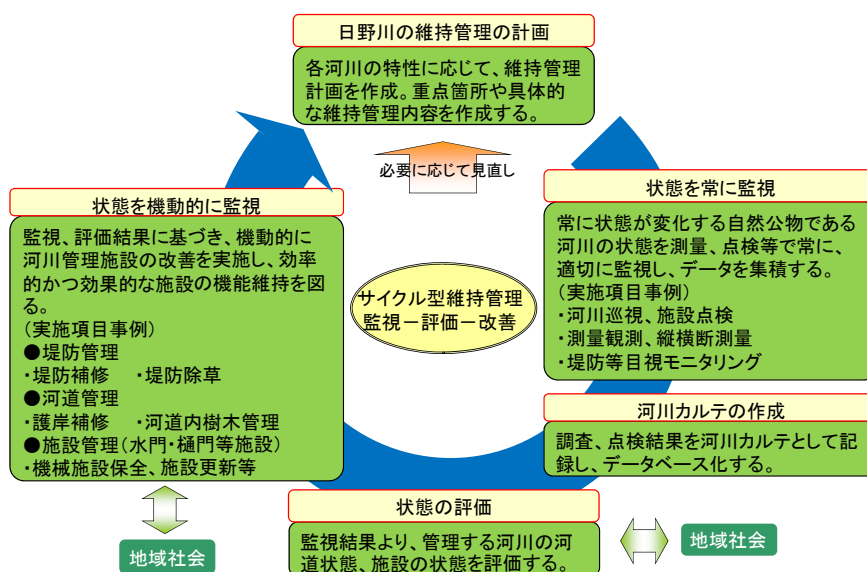 日野川の維持管理の計画
各河川の特性に応じて、維持管理
計画を作成。重点箇所や具体的
な維持管理内容を作成する。
必要に応じて見直し
状態を常に監視
常に状態が変化する自然公物である
河川の状態を測量、点検等で常に、
適切に監視し、データを集積する。
(実施項目事例)
・河川巡視、施設点検
・測量観測、縦横断測量
・堤防等目視モニタリング
河川カルテの作成
調査、点検結果を河川カルテとして記
録し、データベース化する。
状態の評価
監視結果より、管理する河川の河
道状態、施設の状態を評価する。
地域社会
状態を機動的に監視
監視、評価結果に基づき、機動的に
河川管理施設の改善を実施し、効率
的かつ効果的な施設の機能維持を図
る。
(実施項目事例)
●堤防管理
・堤防補修 ・堤防除草
●河道管理
・護岸補修 ・河道内樹木管理
●施設管理(水門・樋門等施設)
・機械施設保全、施設更新等
地域社会
サイクル型維持管理
監視－評価－改善